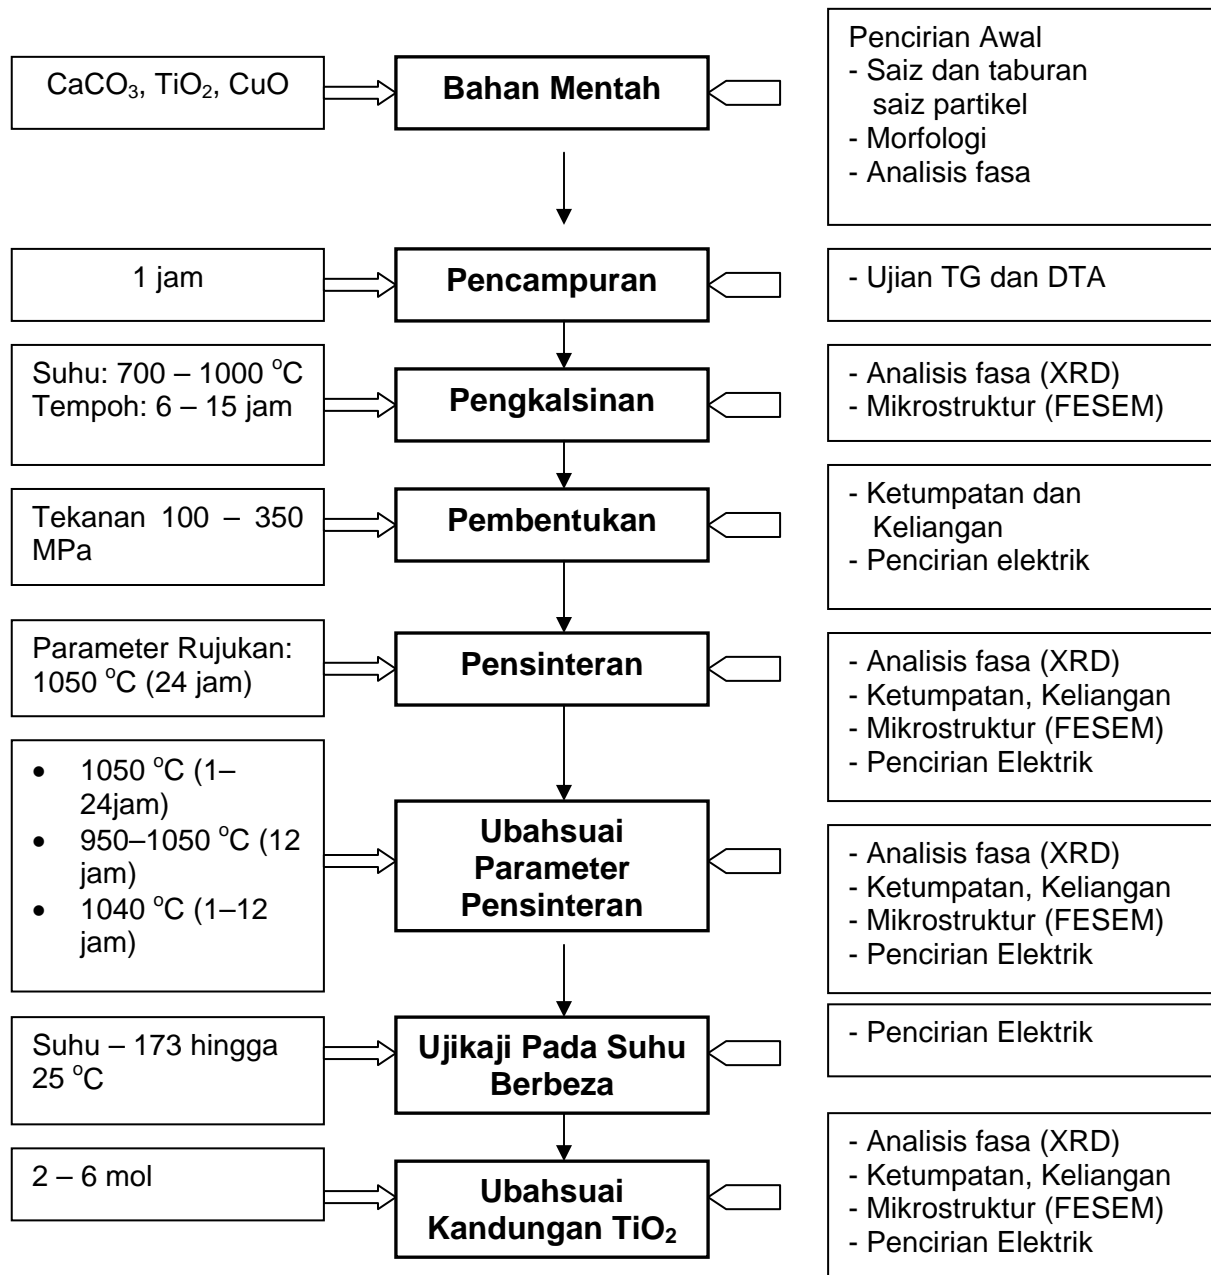 CaCO₃, TiO₂, CuO
Bahan Mentah
Pencirian Awal
- Saiz dan taburan
saiz partikel
- Morfologi
- Analisis fasa
1 jam
Pencampuran
- Ujian TG dan DTA
Suhu: 700 – 1000 °C
Tempoh: 6 – 15 jam
Pengkalsinan
- Analisis fasa (XRD)
- Mikrostruktur (FESEM)
Tekanan 100 – 350
MPa
Pembentukan
- Ketumpatan dan
Keliangan
- Pencirian elektrik
Parameter Rujukan:
1050 °C (24 jam)
Pensinteran
- Analisis fasa (XRD)
- Ketumpatan, Keliangan
- Mikrostruktur (FESEM)
- Pencirian Elektrik
• 1050 °C (1–
24jam)
• 950–1050 °C (12
jam)
• 1040 °C (1–12
jam)
Ubahsuai
Parameter
Pensinteran
- Analisis fasa (XRD)
- Ketumpatan, Keliangan
- Mikrostruktur (FESEM)
- Pencirian Elektrik
Suhu – 173 hingga
25 °C
Ujikaji Pada Suhu
Berbeza
- Pencirian Elektrik
2 – 6 mol
Ubahsuai
Kandungan TiO₂
- Analisis fasa (XRD)
- Ketumpatan, Keliangan
- Mikrostruktur (FESEM)
- Pencirian Elektrik